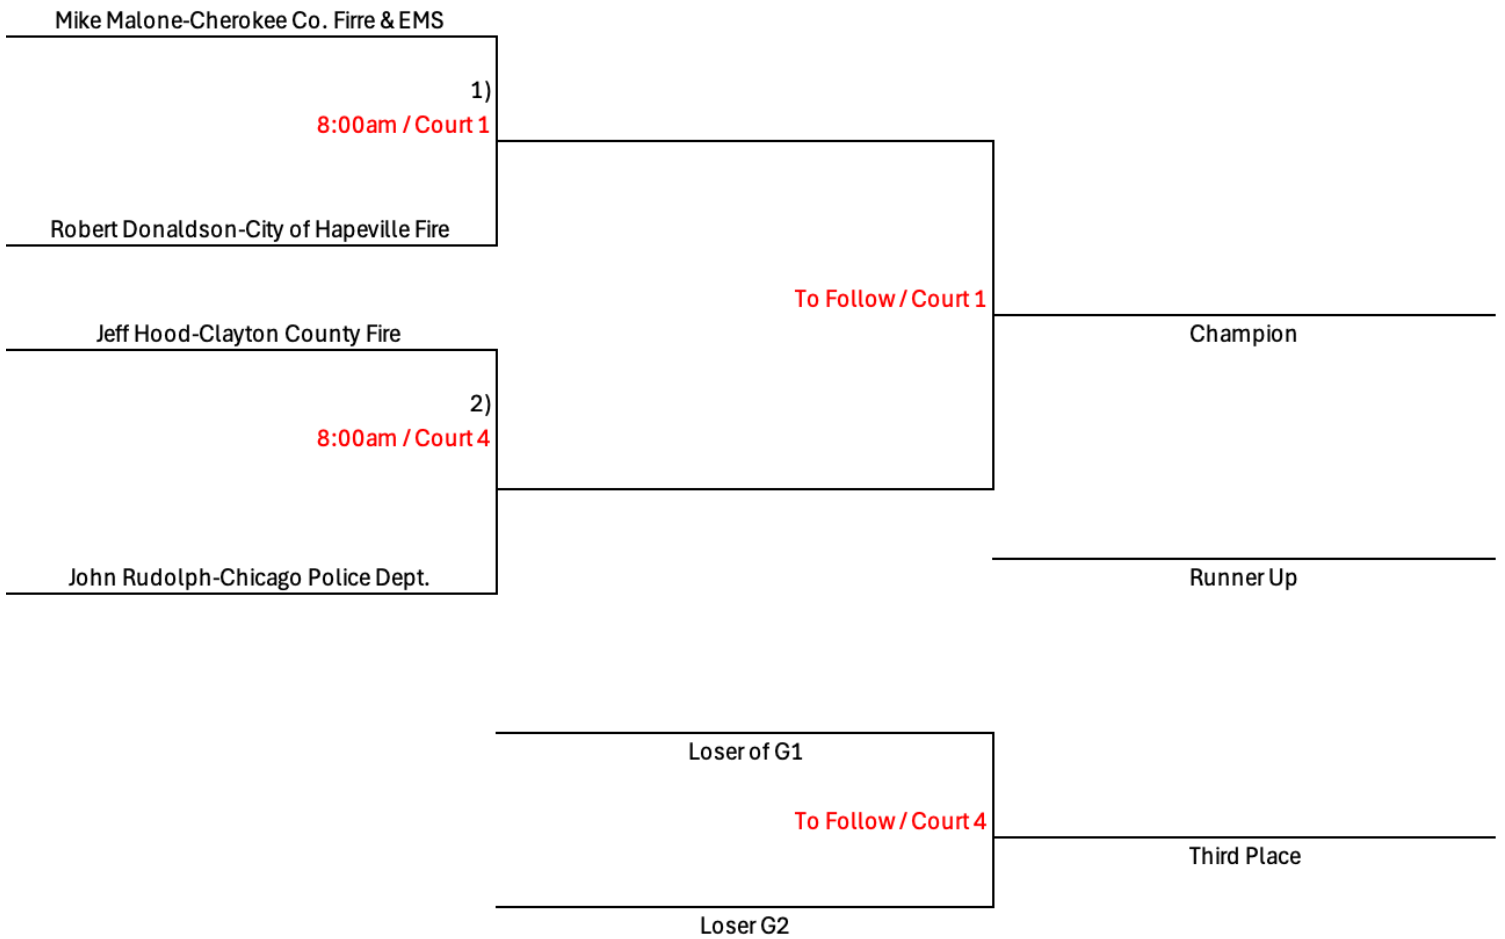 Mike Malone-Cherokee Co. Firre & EMS
1)
8:00am / Court 1
Robert Donaldson-City of Hapeville Fire
To Follow / Court 1
Jeff Hood-Clayton County Fire
Champion
2)
8:00am / Court 4
John Rudolph-Chicago Police Dept.
Runner Up
Loser of G1
To Follow / Court 4
Third Place
Loser G2